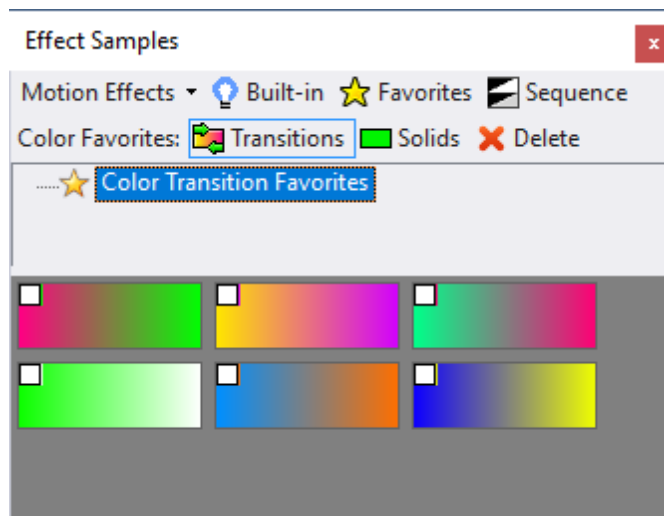 Effect Samples
x
Motion Effects Built-in Favorites Sequence
Color Favorites: Transitions Solids Delete
Color Transition Favorites